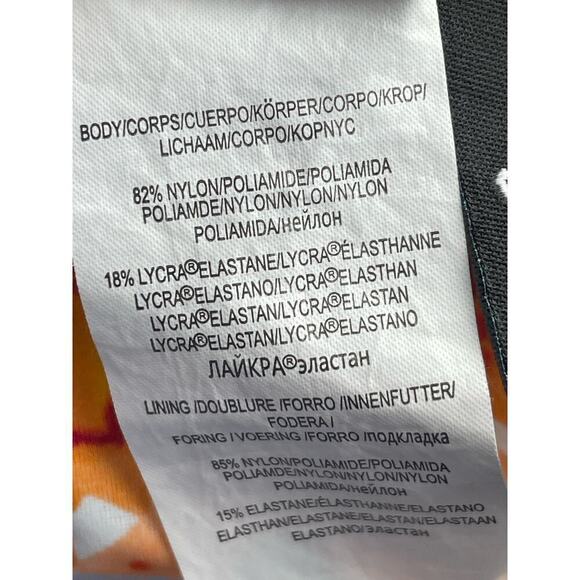 BODY/CORPS/CUERPO/KÖRPER/CORPO/KROP/
LICHAAM/CORPO/КОРПУС
82% NYLON/POLIAMIDE/POLIAMIDA
POLIAMDE/NYLON/NYLON/NYLON
POLIAMIDA/нейлон
18% LYCRA®ELASTANE/LYCRA®ÉLASTHANNE
LYCRA®ELASTANO/LYCRA®ELASTHAN
LYCRA®ELASTAN/LYCRA®ELASTAN
LYCRA®ELASTAN/LYCRA®ELASTANO
ЛАЙКРА®эластан
LINING /DOUBLURE /FORRO /INNENFUTTER/
FODERA /
FORING /VOERING /FORRO /подкладка
85% NYLON/POLIAMIDE/POLIAMIDA
POLIAMDE/NYLON/NYLON/NYLON
POLIAMIDA/нейлон
15% ELASTANE/ÉLASTHANNE/ELASTANO
ELASTHAN/ELASTANE/ELASTAN/ELASTAAN
ELASTANO/эластан